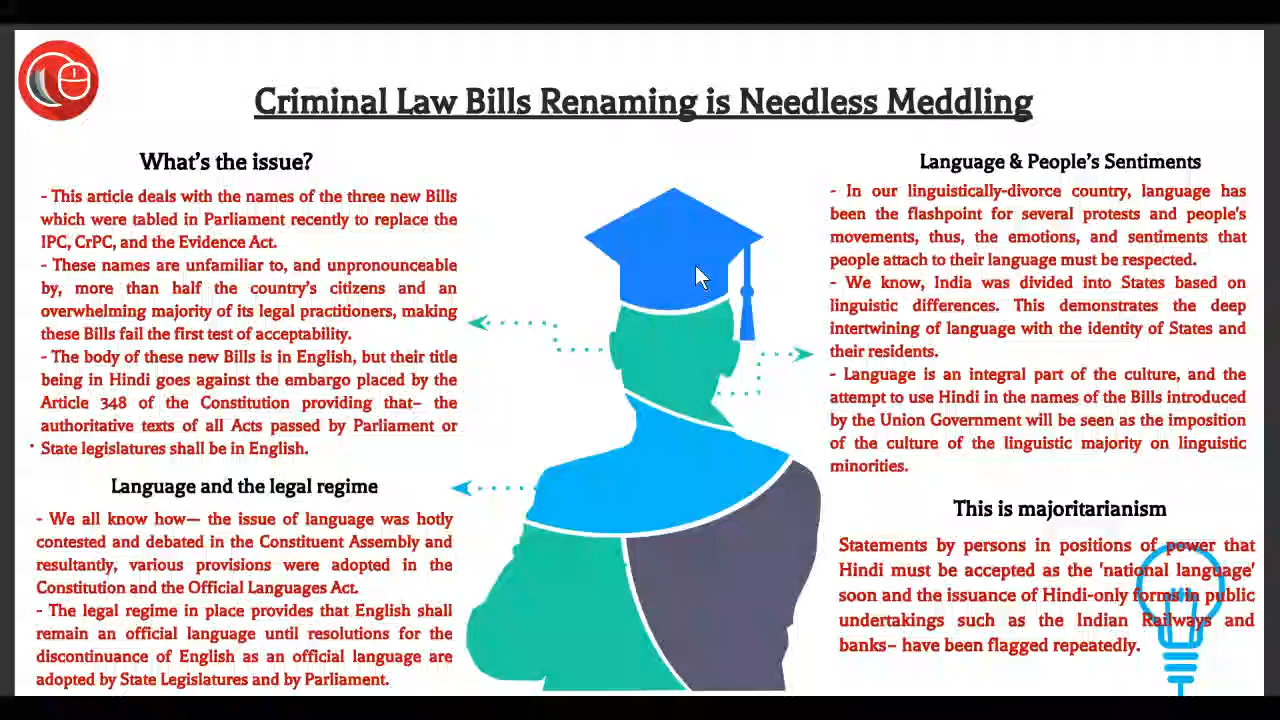 Criminal Law Bills Renaming is Needless Meddling
What's the issue?
- This article deals with the names of the three new Bills
which were tabled in Parliament recently to replace the
IPC, CrPC, and the Evidence Act.
- These names are unfamiliar to, and unpronounceable
by, more than half the country's citizens and an
overwhelming majority of its legal practitioners, making
these Bills fail the first test of acceptability.
- The body of these new Bills is in English, but their title
being in Hindi goes against the embargo placed by the
Article 348 of the Constitution providing that– the
authoritative texts of all Acts passed by Parliament or
State legislatures shall be in English.
Language and the legal regime
- We all know how— the issue of language was hotly
contested and debated in the Constituent Assembly and
resultantly, various provisions were adopted in the
Constitution and the Official Languages Act.
- The legal regime in place provides that English shall
remain an official language until resolutions for the
discontinuance of English as an official language are
adopted by State Legislatures and by Parliament.
Language & People's Sentiments
- In our linguistically-divorce country, language has
been the flashpoint for several protests and people's
movements, thus, the emotions, and sentiments that
people attach to their language must be respected.
- We know, India was divided into States based on
linguistic differences. This demonstrates the deep
intertwining of language with the identity of States and
their residents.
- Language is an integral part of the culture, and the
attempt to use Hindi in the names of the Bills introduced
by the Union Government will be seen as the imposition
of the culture of the linguistic majority on linguistic
minorities.
This is majoritarianism
Statements by persons in positions of power that
Hindi must be accepted as the 'national language'
soon and the issuance of Hindi-only forms in public
undertakings such as the Indian Railways and
banks– have been flagged repeatedly.